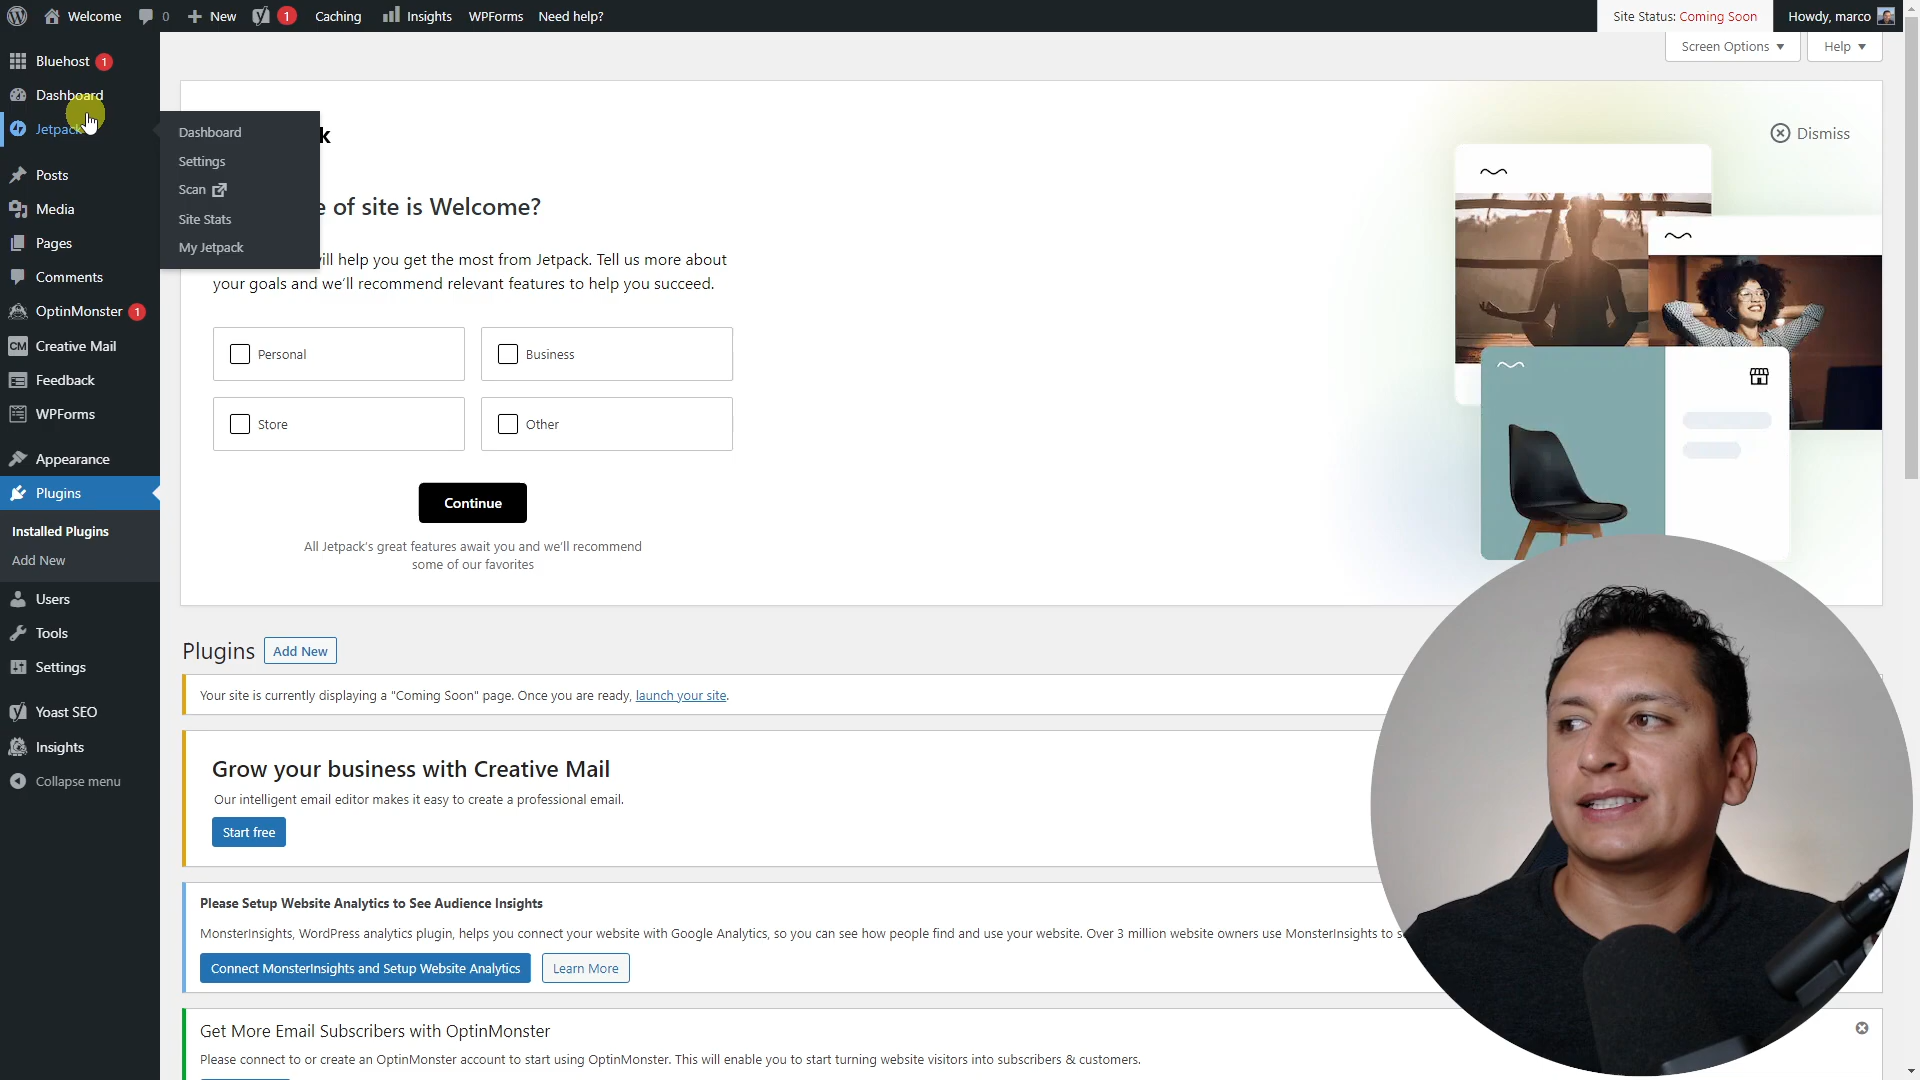 Welcome
0
New
1
Caching
Insights
WPForms
Need help?
Site Status: Coming Soon
Howdy, marco
Screen Options
Help
Bluehost 1
Dashboard
Jetpack
Dashboard
Settings
Scan
Site Stats
My Jetpack
Posts
Media
Pages
Comments
OptinMonster 1
CM Creative Mail
Feedback
WPForms
Appearance
Plugins
Installed Plugins
Add New
Users
Tools
Settings
Yoast SEO
Insights
Collapse menu
k
Dismiss
e of site is Welcome?
ill help you get the most from Jetpack. Tell us more about
your goals and we'll recommend relevant features to help you succeed.
Personal
Business
Store
Other
Continue
All Jetpack's great features await you and we'll recommend
some of our favorites
Plugins
Add New
Your site is currently displaying a "Coming Soon" page. Once you are ready, launch your site.
Grow your business with Creative Mail
Our intelligent email editor makes it easy to create a professional email.
Start free
Please Setup Website Analytics to See Audience Insights
MonsterInsights, WordPress analytics plugin, helps you connect your website with Google Analytics, so you can see how people find and use your website. Over 3 million website owners use MonsterInsights to s
Connect MonsterInsights and Setup Website Analytics
Learn More
Get More Email Subscribers with OptinMonster
Please connect to or create an OptinMonster account to start using OptinMonster. This will enable you to start turning website visitors into subscribers & customers.